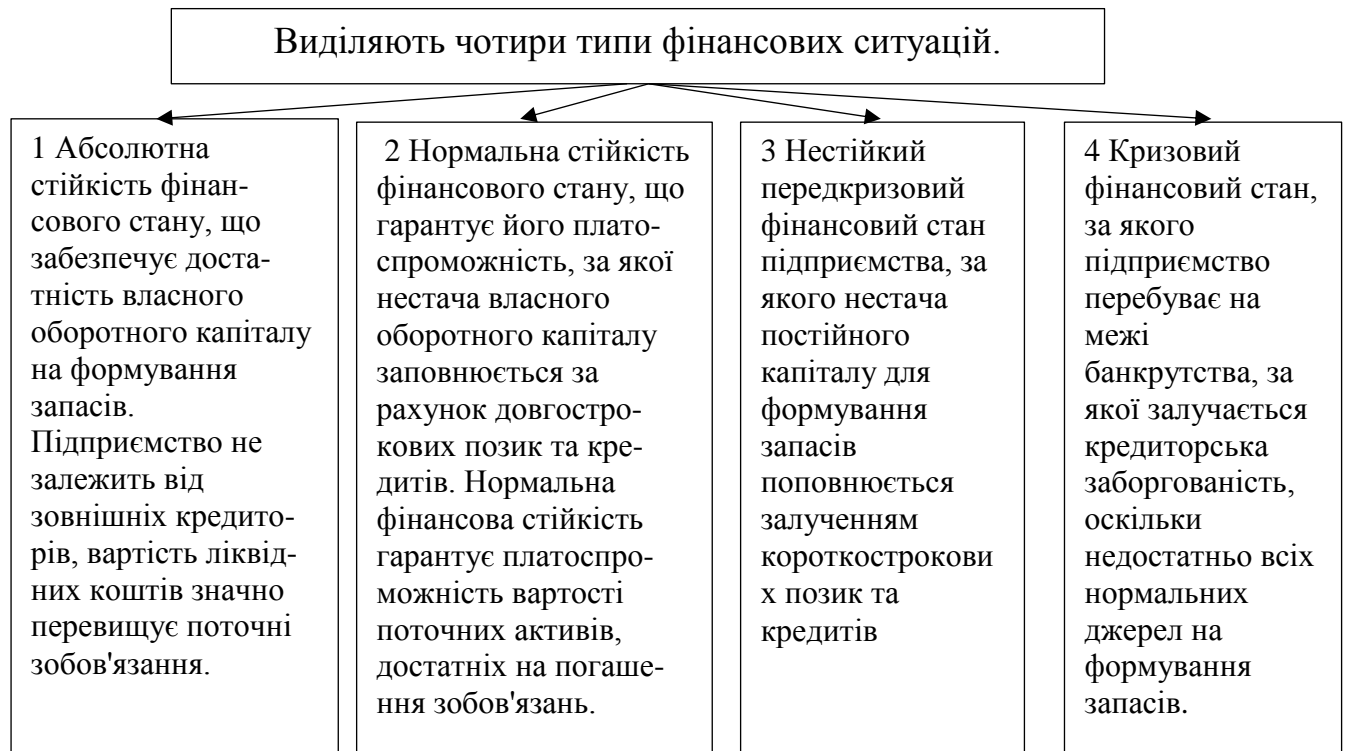 Виділяють чотири типи фінансових ситуацій.
1 Абсолютна
стійкість фінан-
сового стану, що
забезпечує доста-
тність власного
оборотного капіталу
на формування
запасів.
Підприємство не
залежить від
зовнішніх кредито-
рів, вартість ліквід-
них коштів значно
перевищує поточні
зобов'язання.
2 Нормальна стійкість
фінансового стану, що
гарантує його плато-
спроможність, за якої
нестача власного
оборотного капіталу
заповнюється за
рахунок довгостро-
кових позик та кре-
дитів. Нормальна
фінансова стійкість
гарантує платоспро-
можність вартості
поточних активів,
достатніх на погаше-
ння зобов'язань.
3 Нестійкий
передкризовий
фінансовий стан
підприємства, за
якого нестача
постійного
капіталу для
формування
запасів
поповнюється
залученням
короткострокови
х позик та
кредитів
4 Кризовий
фінансовий стан,
за якого
підприємство
перебуває на
межі
банкрутства, за
якої залучається
кредиторська
заборгованість,
оскільки
недостатньо всіх
нормальних
джерел на
формування
запасів.